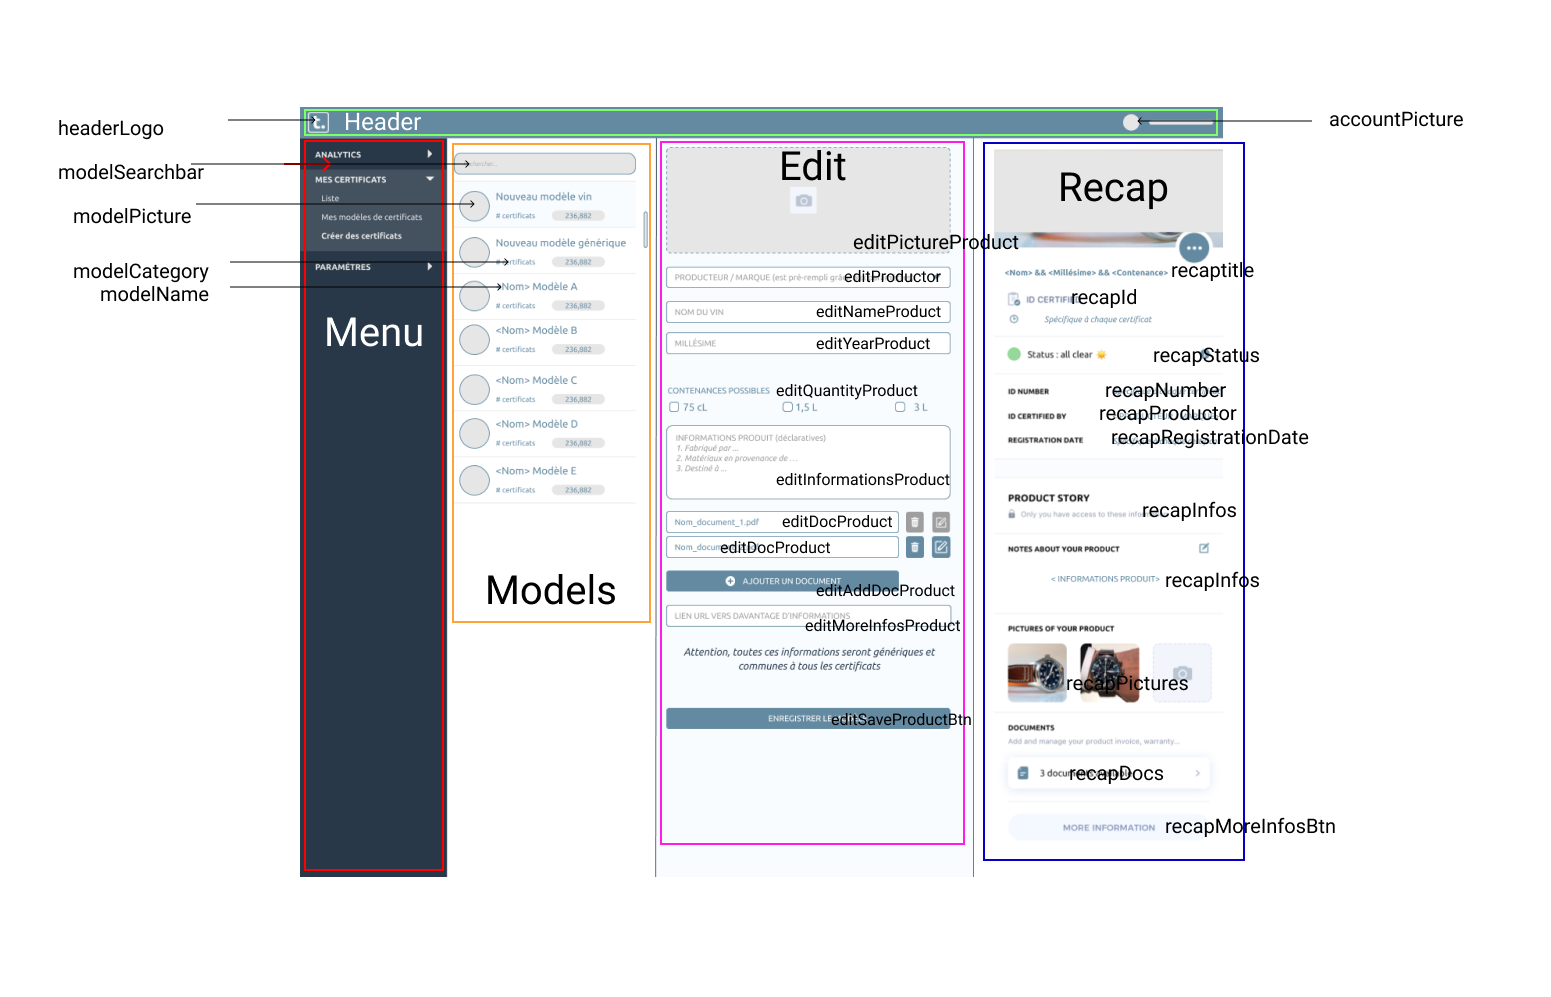 headerLogo
modelSearchbar
modelPicture
modelCategory
modelName
t.
Header
accountPicture
ANALYTICS
MES CERTIFICATS
Liste
Mes modèles de certificats
Créer des certificats
PARAMÈTRES
Menu
Nouveau modèle vin
# certificats 236,882
Nouveau modèle générique
# certificats 236,882
<Nom> Modèle A
# certificats 236,882
<Nom> Modèle B
# certificats 236,882
<Nom> Modèle C
# certificats 236,882
<Nom> Modèle D
# certificats 236,882
<Nom> Modèle E
# certificats 236,882
Models
Edit
editPictureProduct
PRODUCTEUR / MARQUE (est pré-rempli
editProductor
NOM DU VIN
editNameProduct
MILLÉSIME
editYearProduct
CONTENANCES POSSIBLES
editQuantityProduct
75 cL 1,5 L 3 L
INFORMATIONS PRODUIT (déclaratives)
1. Fabriqué par ...
2. Matériaux en provenance de ...
3. Destiné à ...
editInformationsProduct
Nom_document_1.pdf
editDocProduct
editDocProduct
AJOUTER UN DOCUMENT
editAddDocProduct
LIEN URL VERS DAVANTAGE D'INFORMATIONS
editMoreInfosProduct
Attention, toutes ces informations seront génériques et
communes à tous les certificats
ENREGISTRER
editSaveProductBtn
Recap
<Nom> && <Millésime> && <Contenance>
recaptitle
ID CERTIFIED
recapId
Spécifique à chaque certificat
Status : all clear
recapStatus
ID NUMBER
recapNumber
ID CERTIFIED BY
recapProductor
REGISTRATION DATE
recapRegistrationDate
PRODUCT STORY
Only you have access to these
recapInfos
NOTES ABOUT YOUR PRODUCT
< INFORMATIONS PRODUIT>
recapInfos
PICTURES OF YOUR PRODUCT
recapPictures
DOCUMENTS
Add and manage your product invoice, warranty...
3 documents available
recapDocs
MORE INFORMATION
recapMoreInfosBtn